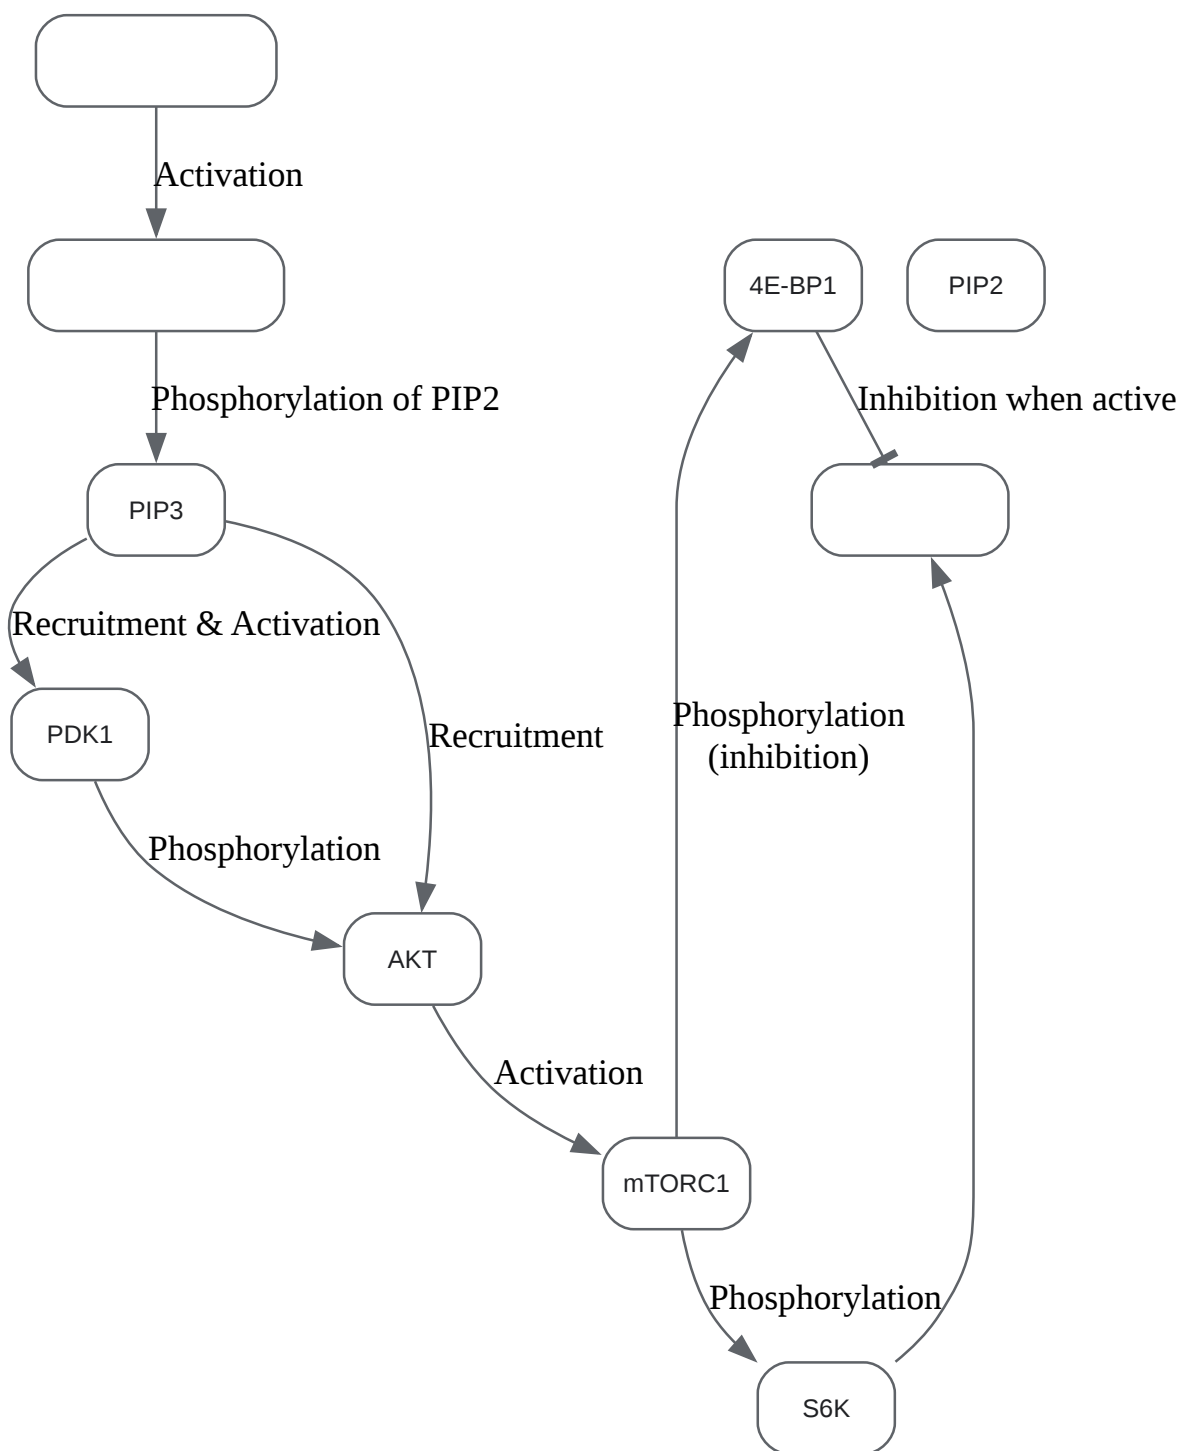 Activation
4E-BP1
PIP2
Phosphorylation of PIP2
Inhibition when active
PIP3
Recruitment & Activation
PDK1
Recruitment
Phosphorylation
(inhibition)
Phosphorylation
AKT
Activation
mTORC1
Phosphorylation
S6K